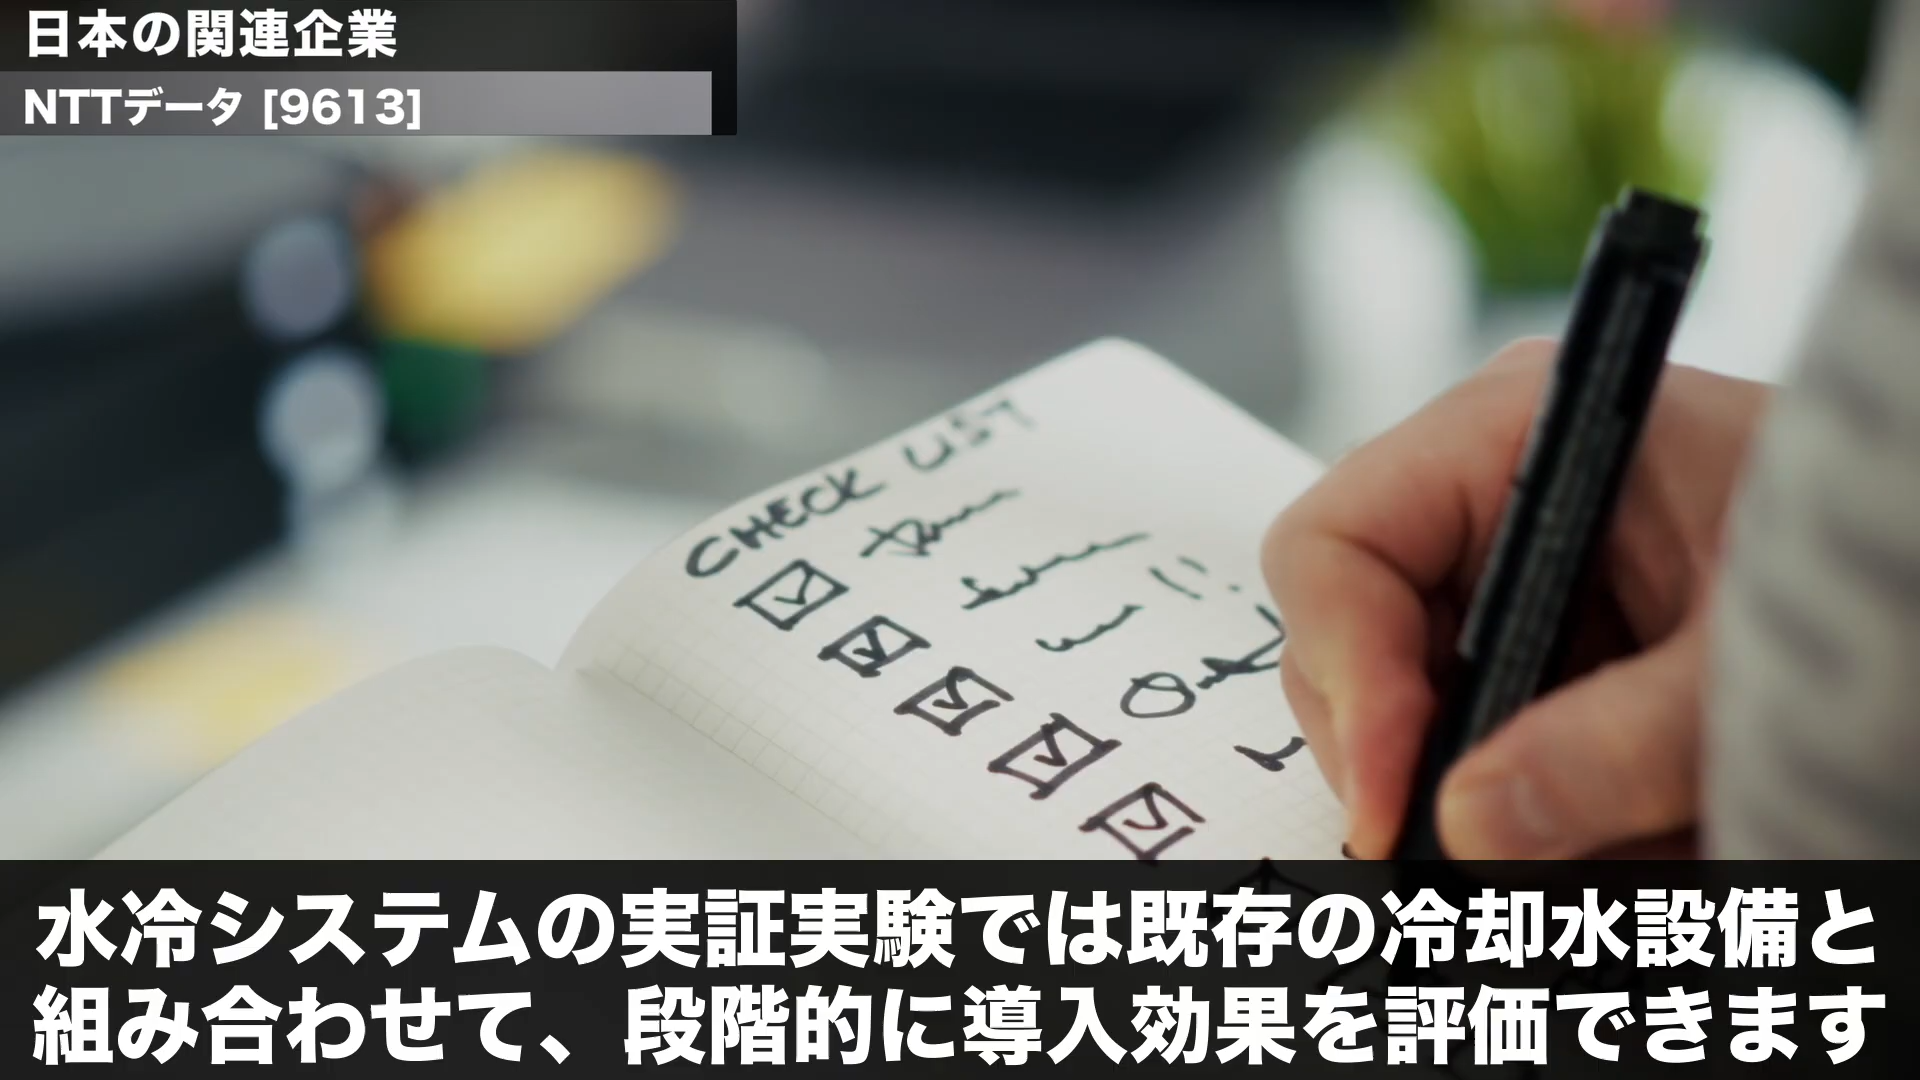 日本の関連企業
NTTデータ [9613]
CHECK LIST
水冷システムの実証実験では既存の冷却水設備と
組み合わせて、段階的に導入効果を評価できます